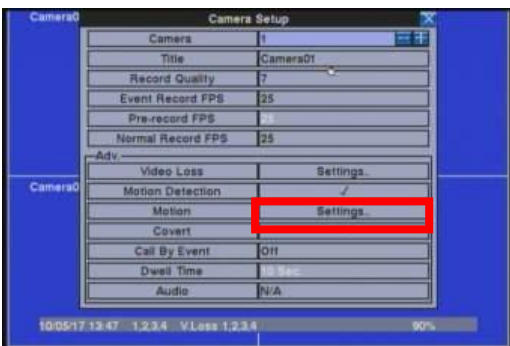 Camera0
Camera Setup
X
Camera 1
Title Camera01
Record Quality 7
Event Record FPS 25
Pre-record FPS 25
Normal Record FPS 25
Adv.
Video Loss Settings..
Camera0
Motion Detection √
Motion Settings..
Covert
Call By Event Off
Dwell Time 10 Sec
Audio N/A
10/05/17 13:47 1,2,3,4 V.Loss 1,2,3,4 90%